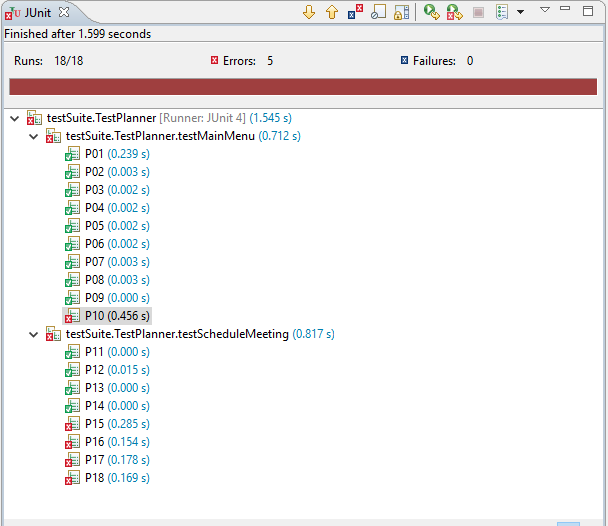 JUnit
Finished after 1.599 seconds
Runs: 18/18 Errors: 5 Failures: 0
testSuite.TestPlanner [Runner: JUnit 4] (1.545 s)
testSuite.TestPlanner.testMainMenu (0.712 s)
P01 (0.239 s)
P02 (0.003 s)
P03 (0.002 s)
P04 (0.002 s)
P05 (0.002 s)
P06 (0.002 s)
P07 (0.003 s)
P08 (0.003 s)
P09 (0.000 s)
P10 (0.456 s)
testSuite.TestPlanner.testScheduleMeeting (0.817 s)
P11 (0.000 s)
P12 (0.015 s)
P13 (0.000 s)
P14 (0.000 s)
P15 (0.285 s)
P16 (0.154 s)
P17 (0.178 s)
P18 (0.169 s)